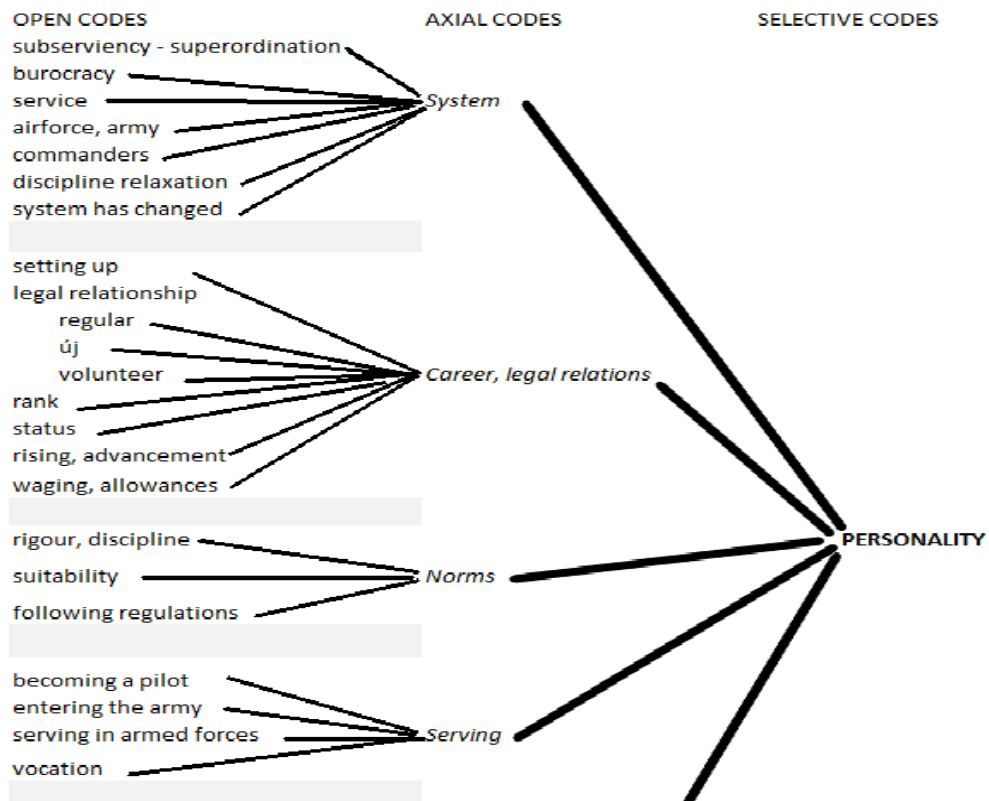 OPEN CODES AXIAL CODES SELECTIVE CODES
subserviency - superordination
burocracy
service
System
airforce, army
commanders
discipline relaxation
system has changed
setting up
legal relationship
regular
új
volunteer
Career, legal relations
rank
status
rising, advancement
waging, allowances
rigour, discipline
PERSONALITY
suitability
Norms
following regulations
becoming a pilot
entering the army
serving in armed forces
Serving
vocation